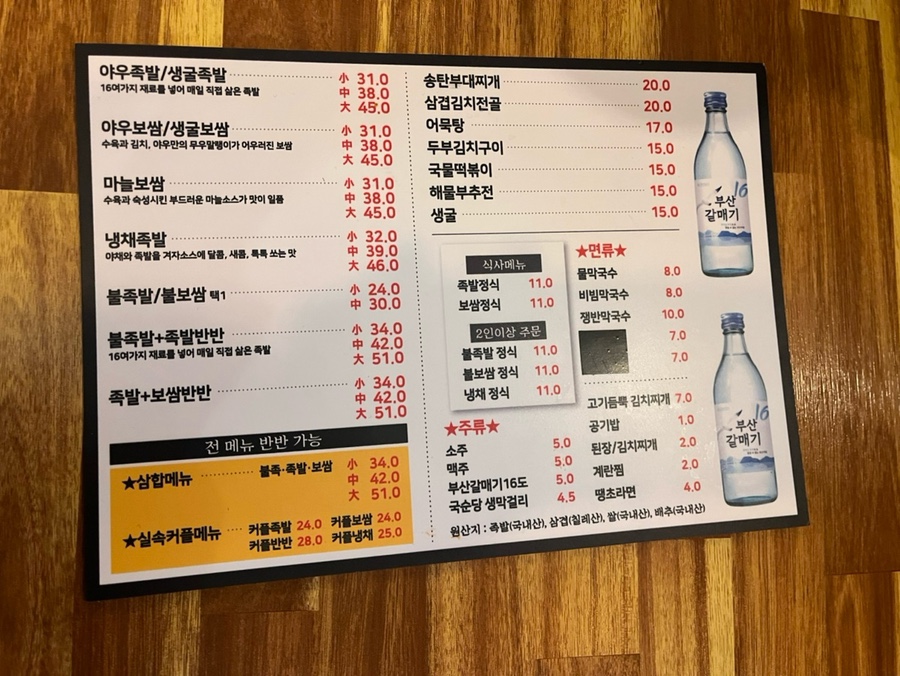 야우족발/생굴족발 小 31.0
16여가지 재료를 넣어 매일 직접 삶은 족발 中 38.0
大 45.0
야우보쌈/생굴보쌈 小 31.0
수육과 김치, 야우만의 무우말랭이가 어우러진 보쌈 中 38.0
大 45.0
마늘보쌈 小 31.0
수육과 숙성시킨 부드러운 마늘소스가 맛이 일품 中 38.0
大 45.0
냉채족발 小 32.0
야채와 족발을 겨자소스에 달콤, 새콤, 톡톡 쏘는 맛 中 39.0
大 46.0
불족발/불보쌈 택1 小 24.0
中 30.0
불족발+족발반반 小 34.0
16여가지 재료를 넣어 매일 직접 삶은 족발 中 42.0
大 51.0
족발+보쌈반반 小 34.0
中 42.0
大 51.0
전 메뉴 반반 가능
★삼합메뉴 불족·족발·보쌈 小 34.0
中 42.0
大 51.0
★실속커플메뉴 커플족발 24.0 커플보쌈 24.0
커플반반 28.0 커플냉채 25.0
송탄부대찌개 20.0
삼겹김치전골 20.0
어묵탕 17.0
두부김치구이 15.0
국물떡볶이 15.0
해물부추전 15.0
생굴 15.0
식사메뉴
족발정식 11.0
보쌈정식 11.0
2인이상 주문
불족발 정식 11.0
불보쌈 정식 11.0
냉채 정식 11.0
★면류★
물막국수 8.0
비빔막국수 8.0
쟁반막국수 10.0
7.0
7.0
고기듬뿍 김치찌개 7.0
공기밥 1.0
된장/김치찌개 2.0
계란찜 2.0
땡초라면 4.0
★주류★
소주 5.0
맥주 5.0
부산갈매기16도 5.0
국순당 생막걸리 4.5
원산지 : 족발(국내산), 삼겹(칠레산), 쌀(국내산), 배추(국내산)
16
부산
갈매기
16
부산
갈매기